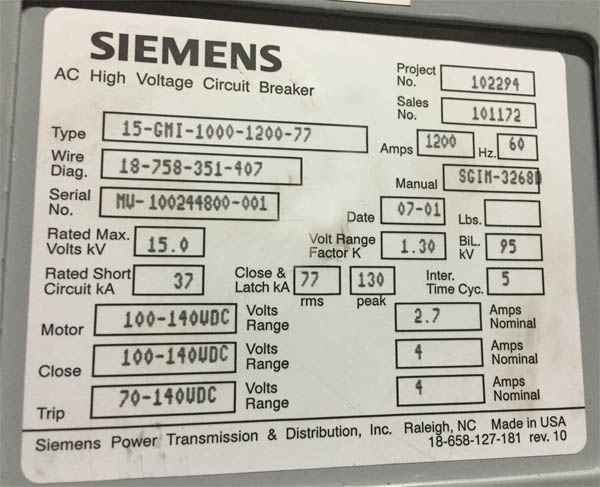 SIEMENS
AC High Voltage Circuit Breaker
Project No. 102294
Sales No. 101172
Type 15-GMI-1000-1200-77
Amps 1200 Hz. 60
Wire Diag. 18-758-351-407
Manual SGIM-3268D
Serial No. MV-100244800-001
Date 07-01 Lbs.
Rated Max. Volts kV 15.0
Volt Range Factor K 1.30 BiL. kV 95
Rated Short Circuit kA 37
Close & Latch kA 77 rms 130 peak
Inter. Time Cyc. 5
Motor 100-140VDC Volts Range 2.7 Amps Nominal
Close 100-140VDC Volts Range 4 Amps Nominal
Trip 70-140VDC Volts Range 4 Amps Nominal
Siemens Power Transmission & Distribution, Inc. Raleigh, NC Made in USA
18-658-127-181 rev. 10